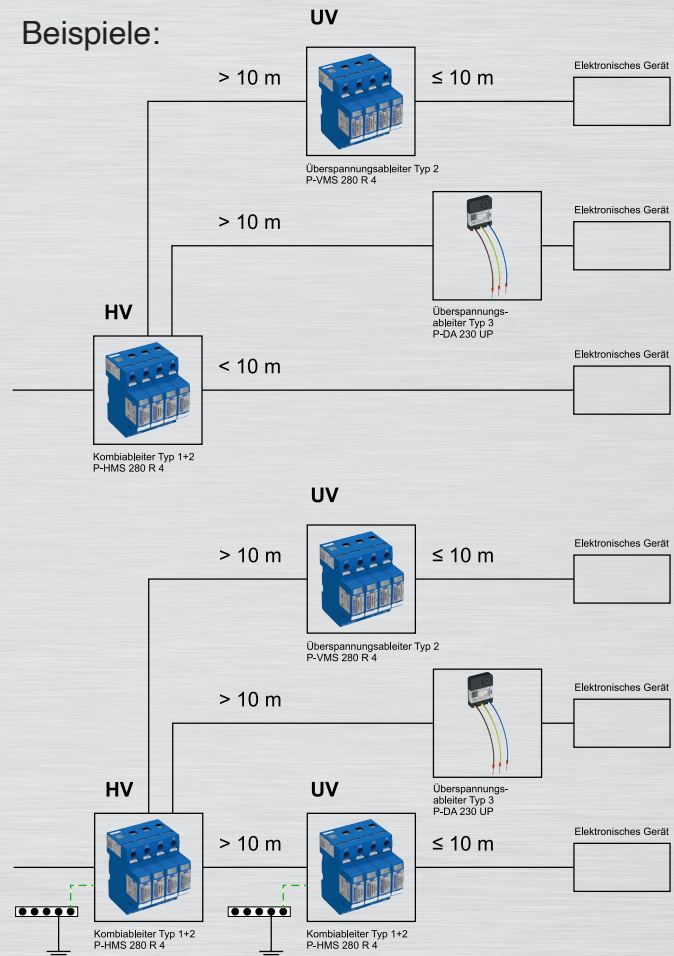 Beispiele:
UV
> 10 m
≤ 10 m
Elektronisches Gerät
Überspannungsableiter Typ 2
P-VMS 280 R 4
> 10 m
Elektronisches Gerät
Überspannungs-
ableiter Typ 3
P-DA 230 UP
HV
< 10 m
Elektronisches Gerät
Kombiableiter Typ 1+2
P-HMS 280 R 4
UV
> 10 m
≤ 10 m
Elektronisches Gerät
Überspannungsableiter Typ 2
P-VMS 280 R 4
> 10 m
Elektronisches Gerät
Überspannungs-
ableiter Typ 3
P-DA 230 UP
HV
UV
> 10 m
≤ 10 m
Elektronisches Gerät
Kombiableiter Typ 1+2
P-HMS 280 R 4
Kombiableiter Typ 1+2
P-HMS 280 R 4